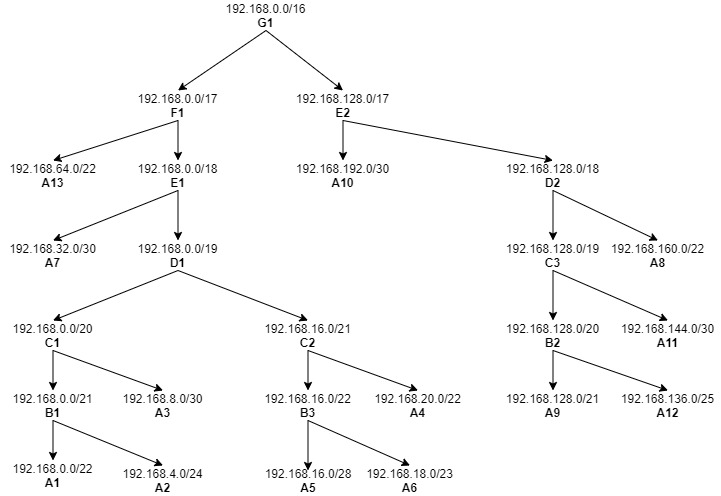 192.168.0.0/16
G1
192.168.0.0/17
F1
192.168.128.0/17
E2
192.168.64.0/22
A13
192.168.0.0/18
E1
192.168.192.0/30
A10
192.168.128.0/18
D2
192.168.32.0/30
A7
192.168.0.0/19
D1
192.168.128.0/19
C3
192.168.160.0/22
A8
192.168.0.0/20
C1
192.168.16.0/21
C2
192.168.128.0/20
B2
192.168.144.0/30
A11
192.168.0.0/21
B1
192.168.8.0/30
A3
192.168.16.0/22
B3
192.168.20.0/22
A4
192.168.128.0/21
A9
192.168.136.0/25
A12
192.168.0.0/22
A1
192.168.4.0/24
A2
192.168.16.0/28
A5
192.168.18.0/23
A6